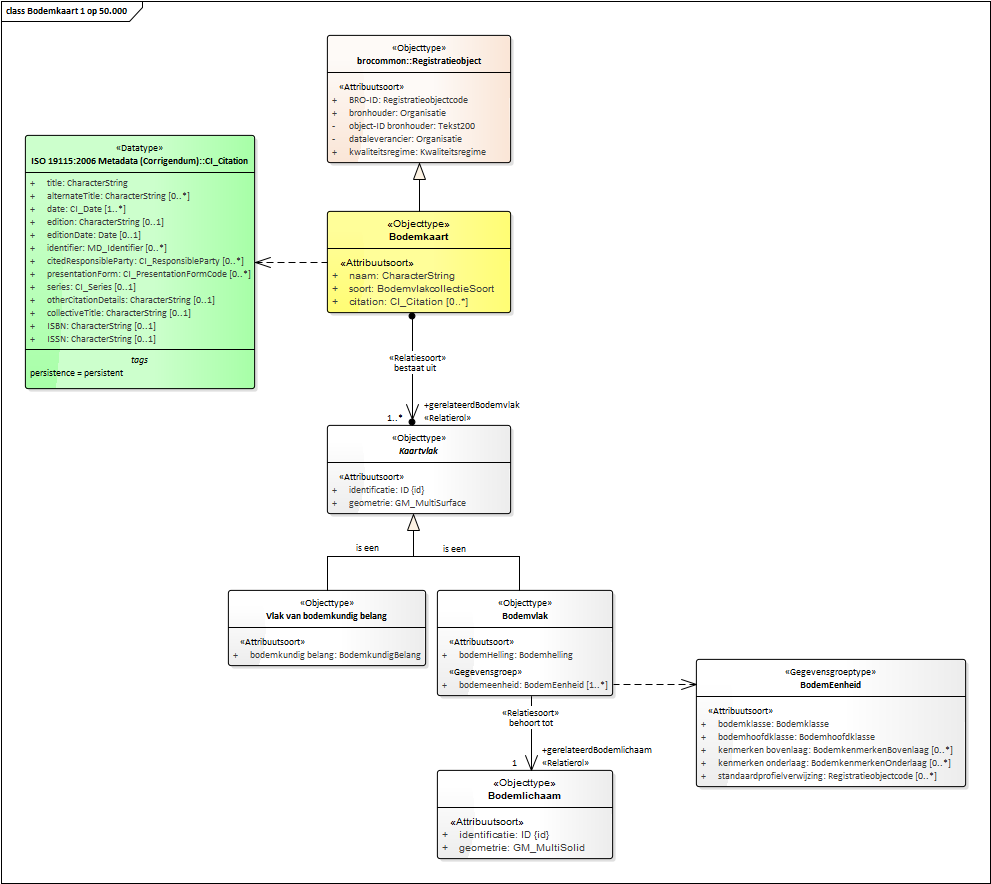 class Bodemkaart 1 op 50.000
«Objecttype»
brocommon::Registratieobject
«Attribuutsoort»
+ BRO-ID: Registratieobjectcode
+ bronhouder: Organisatie
- object-ID bronhouder: Tekst200
- dataleverancier: Organisatie
+ kwaliteitsregime: Kwaliteitsregime
«Datatype»
ISO 19115:2006 Metadata (Corrigendum)::CI_Citation
+ title: CharacterString
+ alternateTitle: CharacterString [0..*]
+ date: CI_Date [1..*]
+ edition: CharacterString [0..1]
+ editionDate: Date [0..1]
+ identifier: MD_Identifier [0..*]
+ citedResponsibleParty: CI_ResponsibleParty [0..*]
+ presentationForm: CI_PresentationFormCode [0..*]
+ series: CI_Series [0..1]
+ otherCitationDetails: CharacterString [0..1]
+ collectiveTitle: CharacterString [0..1]
+ ISBN: CharacterString [0..1]
+ ISSN: CharacterString [0..1]
tags
persistence = persistent
«Objecttype»
Bodemkaart
«Attribuutsoort»
+ naam: CharacterString
+ soort: BodemvlakcollectieSoort
+ citation: CI_Citation [0..*]
«Relatiesoort»
bestaat uit
+gerelateerdBodemvlak
1..* «Relatierol»
«Objecttype»
Kaartvlak
«Attribuutsoort»
+ identificatie: ID {id}
+ geometrie: GM_MultiSurface
is een is een
«Objecttype»
Vlak van bodemkundig belang
«Attribuutsoort»
+ bodemkundig belang: BodemkundigBelang
«Objecttype»
Bodemvlak
«Attribuutsoort»
+ bodemHelling: Bodemhelling
«Gegevensgroep»
+ bodemeenheid: BodemEenheid [1..*]
«Gegevensgroeptype»
BodemEenheid
«Attribuutsoort»
+ bodemklasse: Bodemklasse
+ bodemhoofdklasse: Bodemhoofdklasse
+ kenmerken bovenlaag: BodemkenmerkenBovenlaag [0..*]
+ kenmerken onderlaag: BodemkenmerkenOnderlaag [0..*]
+ standaardprofielverwijzing: Registratieobjectcode [0..*]
«Relatiesoort»
behoort tot
+gerelateerdBodemlichaam
1 «Relatierol»
«Objecttype»
Bodemlichaam
«Attribuutsoort»
+ identificatie: ID {id}
+ geometrie: GM_MultiSolid